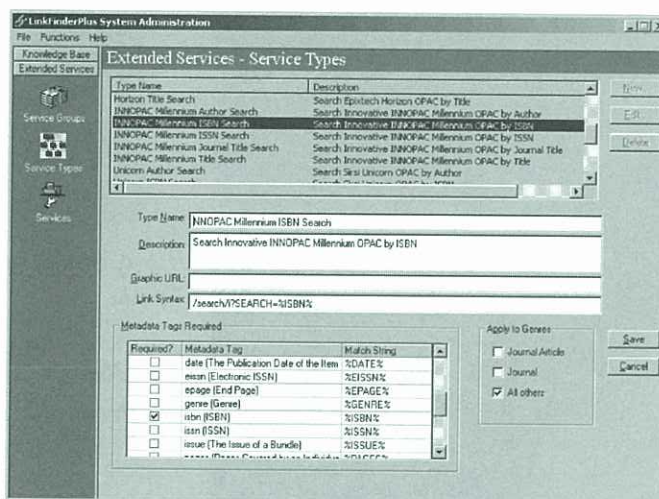 LinkFinderPlus System Administration
File Functions Help
Knowledge Base
Extended Services
Service Groups
Service Types
Services
Extended Services - Service Types
Type Name Description
Horizon Title Search Search Epixtech Horizon OPAC by Title
INNOPAC Millennium Author Search Search Innovative INNOPAC Millennium OPAC by Author
INNOPAC Millennium ISBN Search Search Innovative INNOPAC Millennium OPAC by ISBN
INNOPAC Millennium ISSN Search Search Innovative INNOPAC Millennium OPAC by ISSN
INNOPAC Millennium Journal Title Search Search Innovative INNOPAC Millennium OPAC by Journal Title
INNOPAC Millennium Title Search Search Innovative INNOPAC Millennium OPAC by Title
Unicorn Author Search Search Sirsi Unicorn OPAC by Author
New...
Edit...
Delete
Type Name: NNOPAC Millennium ISBN Search
Description: Search Innovative INNOPAC Millennium OPAC by ISBN
Graphic URL:
Link Syntax: /search/i?SEARCH=%ISBN%
Metadata Tags Required
Required? Metadata Tag Match String
date (The Publication Date of the Item %DATE%
eissn (Electronic ISSN) %EISSN%
epage (End Page) %EPAGE%
genre (Genre) %GENRE%
isbn (ISBN) %ISBN%
issn (ISSN) %ISSN%
issue (The Issue of a Bundle) %ISSUE%
Apply to Genres
Journal Article
Journal
All others
Save
Cancel